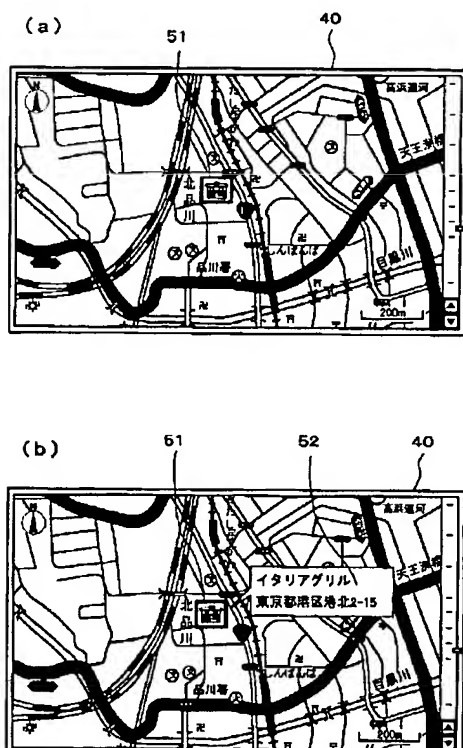 (a)
51 40
N
高浜運河
天王洲橋
北品川
しんばんば
品川署
目黒川
200m
(b)
51 52 40
N
高浜運河
天王洲橋
イタリアグリル
東京都港区港北2-15
北品川
しんばんば
品川署
目黒川
200m